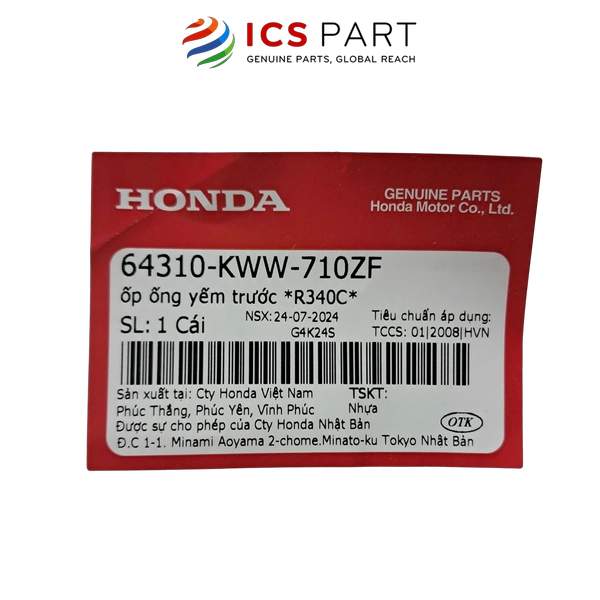 ICS PART
GENUINE PARTS, GLOBAL REACH
HONDA
GENUINE PARTS
Honda Motor Co., Ltd.
64310-KWW-710ZF
ốp ống yếm trước *R340C*
SL: 1 Cái
NSX: 24-07-2024
G4K24S
Tiêu chuẩn áp dụng:
TCCS: 01|2008|HVN
Sản xuất tại: Cty Honda Việt Nam
TSKT:
Phúc Thắng, Phúc Yên, Vĩnh Phúc
Nhựa
Được sự cho phép của Cty Honda Nhật Bản
OTK
Đ.C 1-1. Minami Aoyama 2-chome.Minato-ku Tokyo Nhật Bản